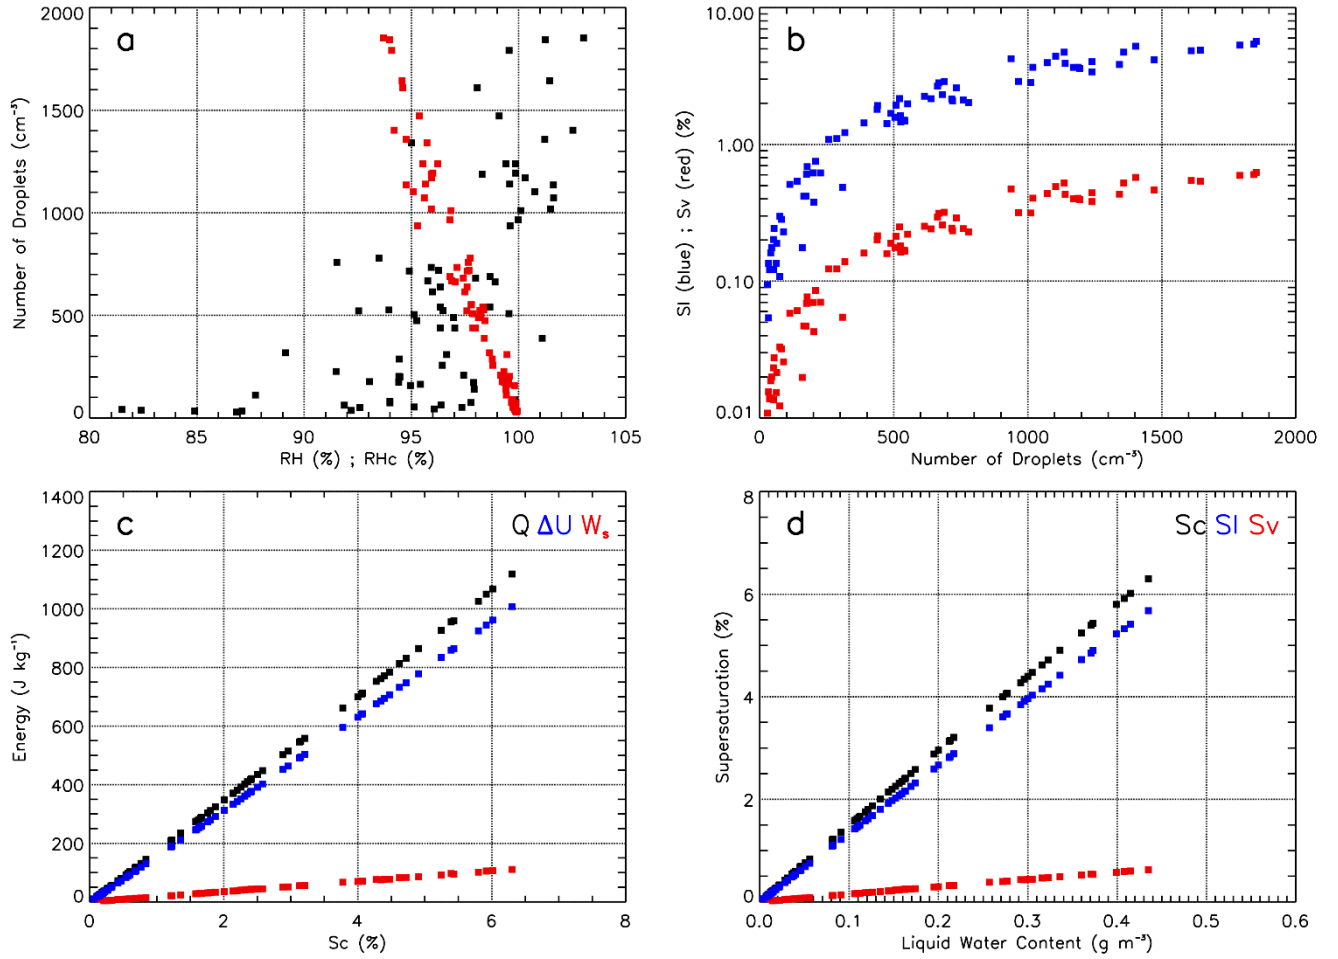 a
2000
1500
1000
500
0
Number of Droplets (cm⁻³)
80 85 90 95 100 105
RH (%) ; RHc (%)
b
10.00
1.00
0.10
0.01
Sl (blue) ; Sv (red) (%)
0 500 1000 1500 2000
Number of Droplets (cm⁻³)
c
Q ΔU Wₛ
1400
1200
1000
800
600
400
200
0
Energy (J kg⁻¹)
0 2 4 6 8
Sc (%)
d
Sc Sl Sv
8
6
4
2
0
Supersaturation (%)
0.0 0.1 0.2 0.3 0.4 0.5 0.6
Liquid Water Content (g m⁻³)